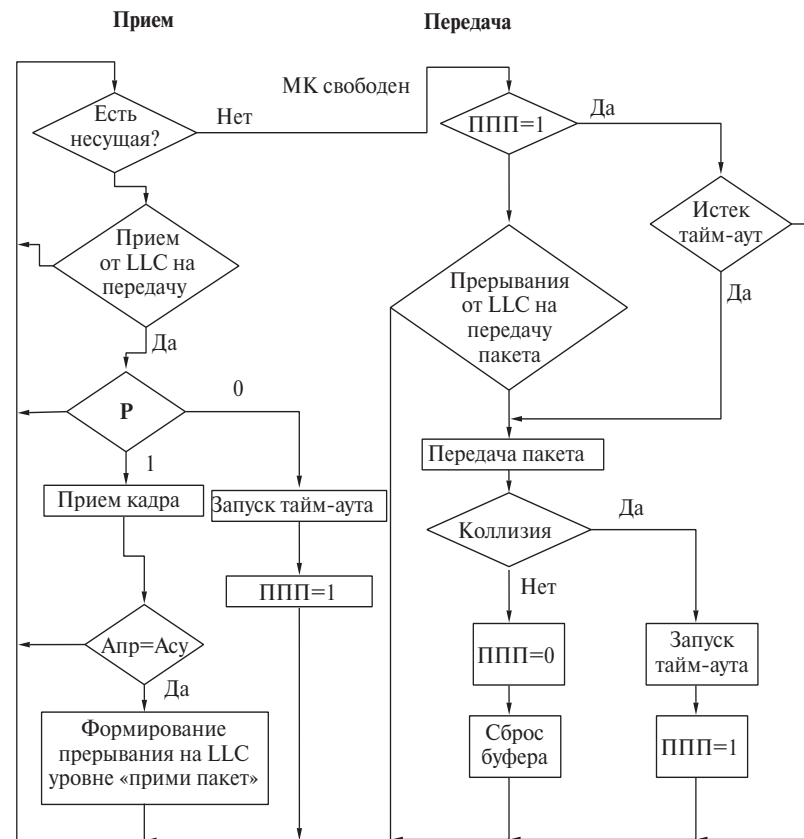 Прием
Передача
МК свободен
Есть
несущая?
Нет
ППП=1
Да
Прием
от LLC на
передачу
Истек
тайм-аут
Прерывания
от LLC на
передачу
пакета
Да
Да
Р
0
1
Передача пакета
Прием кадра
Запуск тайм-аута
Коллизия
Да
Нет
ППП=1
Апр=Асу
Да
ППП=0
Запуск
тайм-аута
Формирование
прерывания на LLC
уровне «прими пакет»
Сброс
буфера
ППП=1